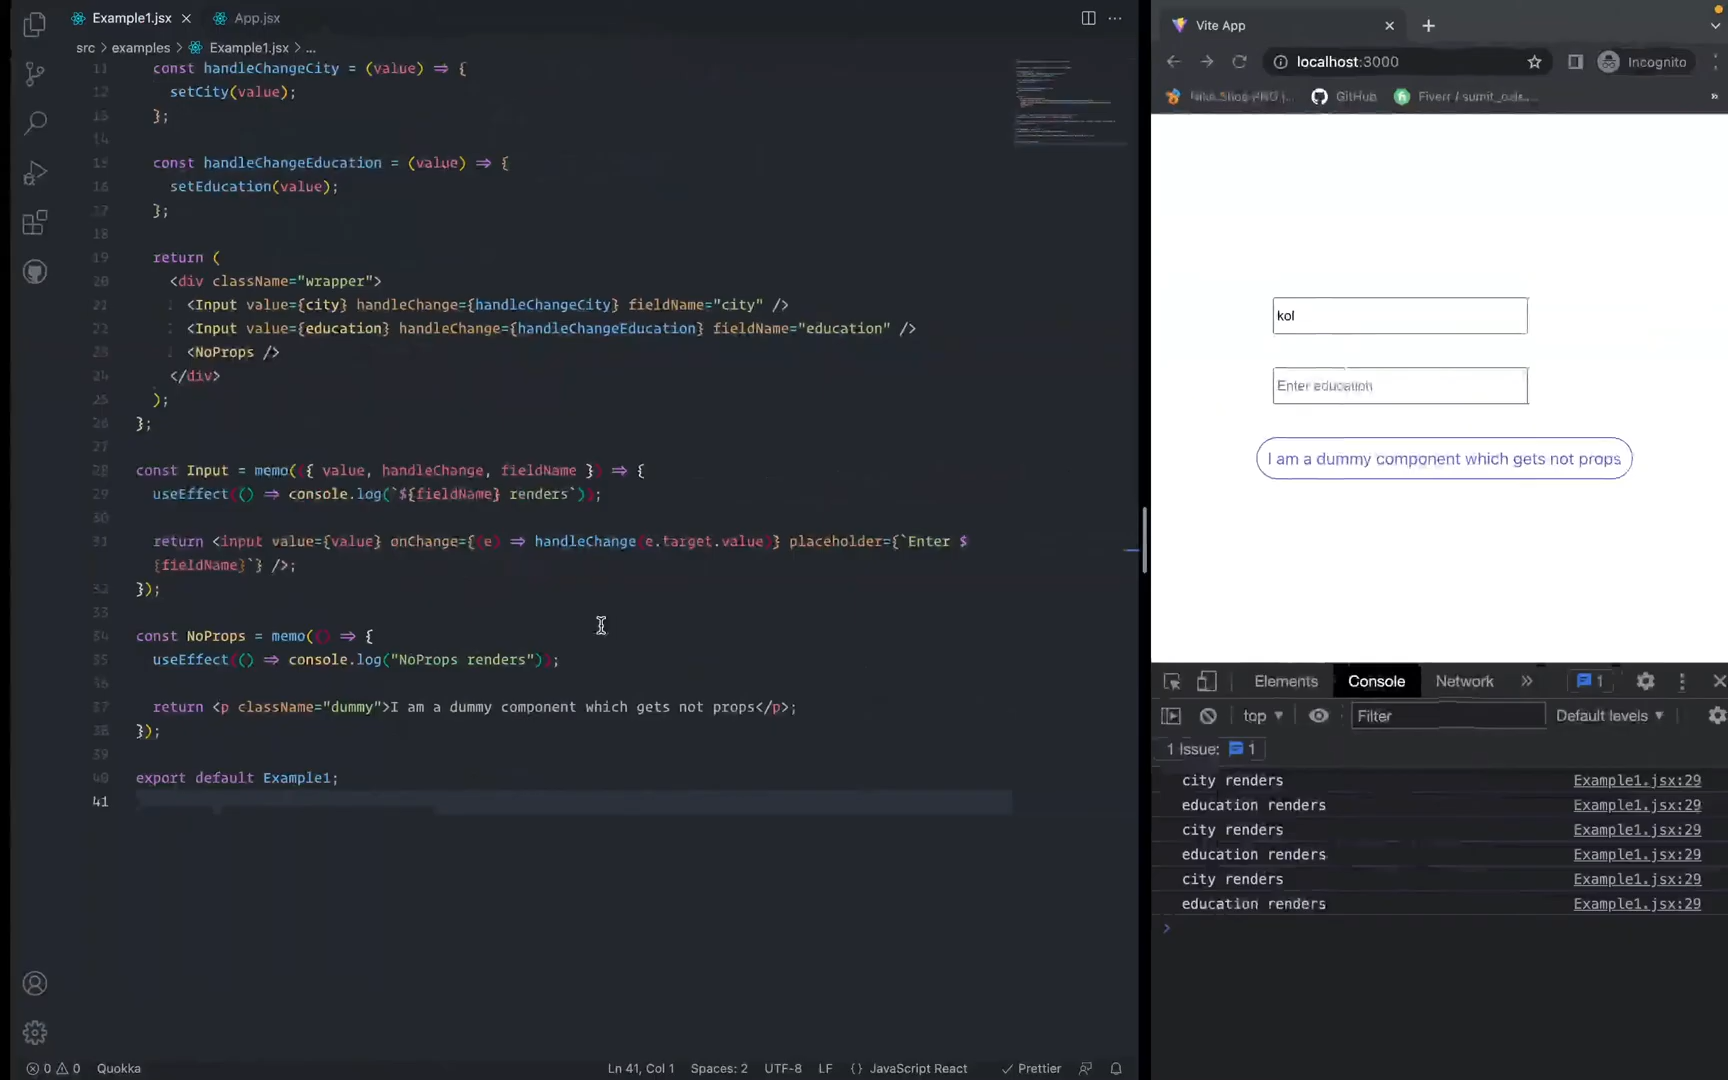 Example1.jsx
App.jsx
src > examples > Example1.jsx > ...
11 const handleChangeCity = (value) => {
12 setCity(value);
13 };
14
15 const handleChangeEducation = (value) => {
16 setEducation(value);
17 };
18
19 return (
20 <div className="wrapper">
21 <Input value={city} handleChange={handleChangeCity} fieldName="city" />
22 <Input value={education} handleChange={handleChangeEducation} fieldName="education" />
23 <NoProps />
24 </div>
25 );
26 };
27
28 const Input = memo(({ value, handleChange, fieldName }) => {
29 useEffect(() => console.log(`${fieldName} renders`));
30
31 return <input value={value} onChange={(e) => handleChange(e.target.value)} placeholder={`Enter $
{fieldName}`} />;
32 });
33
34 const NoProps = memo(() => {
35 useEffect(() => console.log("NoProps renders"));
36
37 return <p className="dummy">I am a dummy component which gets not props</p>;
38 });
39
40 export default Example1;
41
0 0 Quokka
Ln 41, Col 1 Spaces: 2 UTF-8 LF {} JavaScript React Prettier
Vite App
localhost:3000
Incognito
GitHub
Fiverr /
kol
Enter education
I am a dummy component which gets not props
Elements Console Network » 1
top Filter Default levels
1 Issue: 1
city renders Example1.jsx:29
education renders Example1.jsx:29
city renders Example1.jsx:29
education renders Example1.jsx:29
city renders Example1.jsx:29
education renders Example1.jsx:29
>